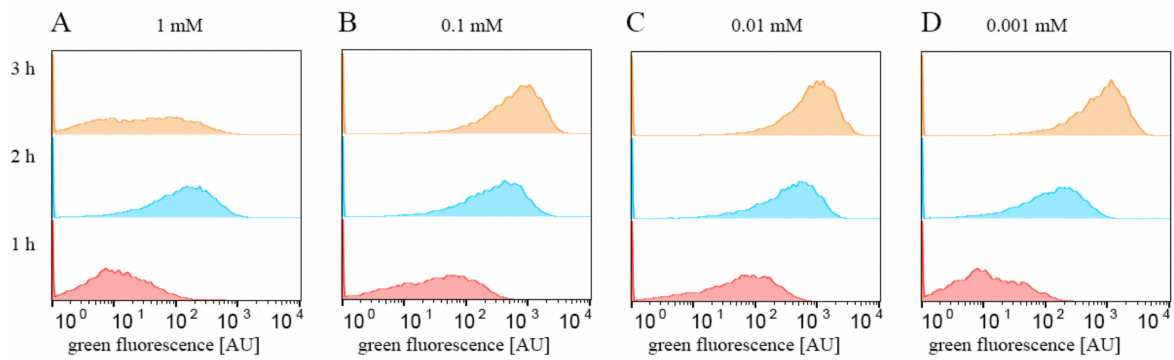 A 1 mM B 0.1 mM C 0.01 mM D 0.001 mM
3 h
2 h
1 h
10^0 10^1 10^2 10^3 10^4 10^0 10^1 10^2 10^3 10^4 10^0 10^1 10^2 10^3 10^4 10^0 10^1 10^2 10^3 10^4
green fluorescence [AU] green fluorescence [AU] green fluorescence [AU] green fluorescence [AU]